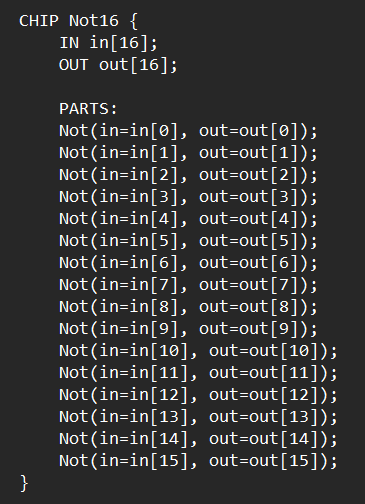 CHIP Not16 {
    IN in[16];
    OUT out[16];

    PARTS:
    Not(in=in[0], out=out[0]);
    Not(in=in[1], out=out[1]);
    Not(in=in[2], out=out[2]);
    Not(in=in[3], out=out[3]);
    Not(in=in[4], out=out[4]);
    Not(in=in[5], out=out[5]);
    Not(in=in[6], out=out[6]);
    Not(in=in[7], out=out[7]);
    Not(in=in[8], out=out[8]);
    Not(in=in[9], out=out[9]);
    Not(in=in[10], out=out[10]);
    Not(in=in[11], out=out[11]);
    Not(in=in[12], out=out[12]);
    Not(in=in[13], out=out[13]);
    Not(in=in[14], out=out[14]);
    Not(in=in[15], out=out[15]);
}